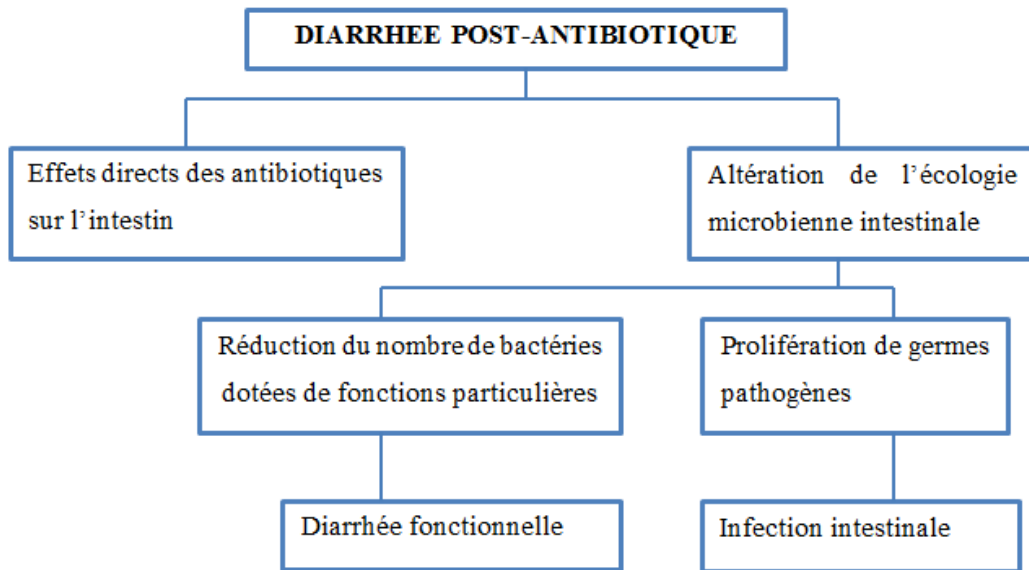 DIARRHEE POST-ANTIBIOTIQUE
Effets directs des antibiotiques
sur l'intestin
Altération de l'écologie
microbienne intestinale
Réduction du nombre de bactéries
dotées de fonctions particulières
Prolifération de germes
pathogènes
Diarrhée fonctionnelle
Infection intestinale